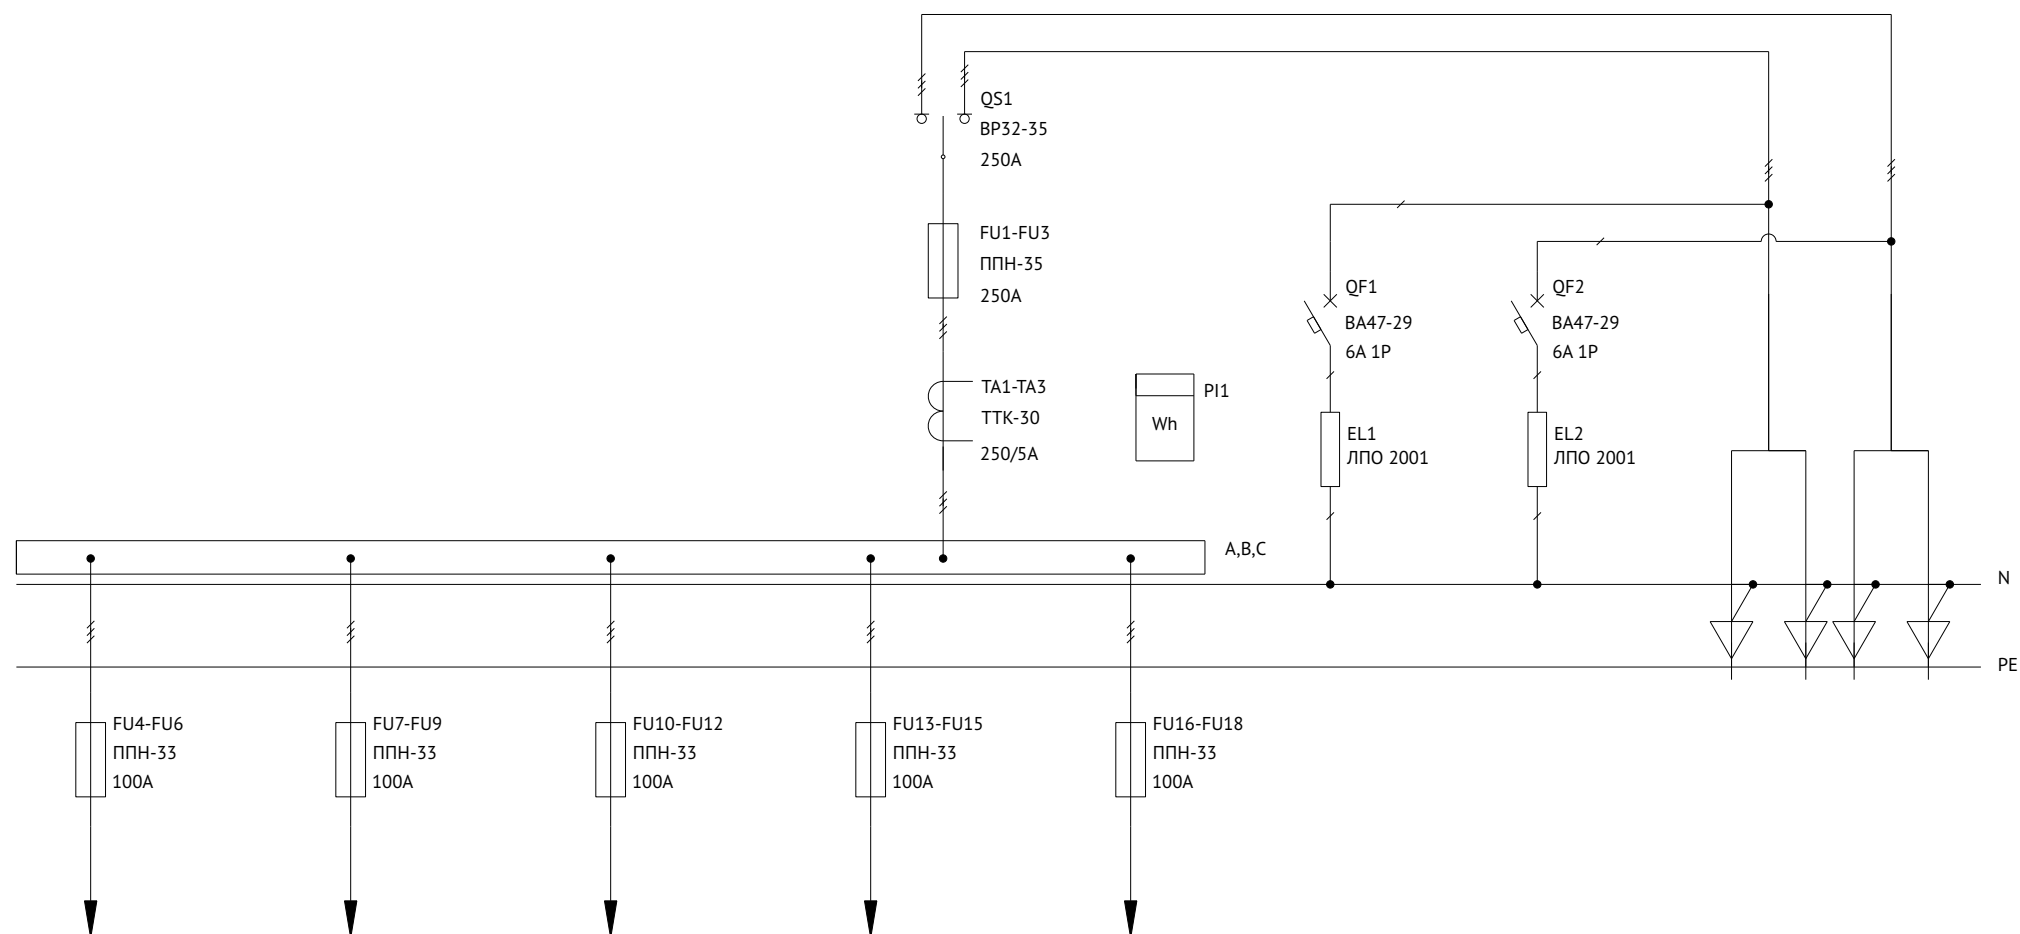 QS1
ВР32-35
250А
FU1-FU3
ППН-35
250А
QF1
ВА47-29
6А 1Р
QF2
ВА47-29
6А 1Р
TA1-TA3
ТТК-30
250/5А
PI1
Wh
EL1
ЛПО 2001
EL2
ЛПО 2001
A,B,C
N
PE
FU4-FU6
ППН-33
100А
FU7-FU9
ППН-33
100А
FU10-FU12
ППН-33
100А
FU13-FU15
ППН-33
100А
FU16-FU18
ППН-33
100А